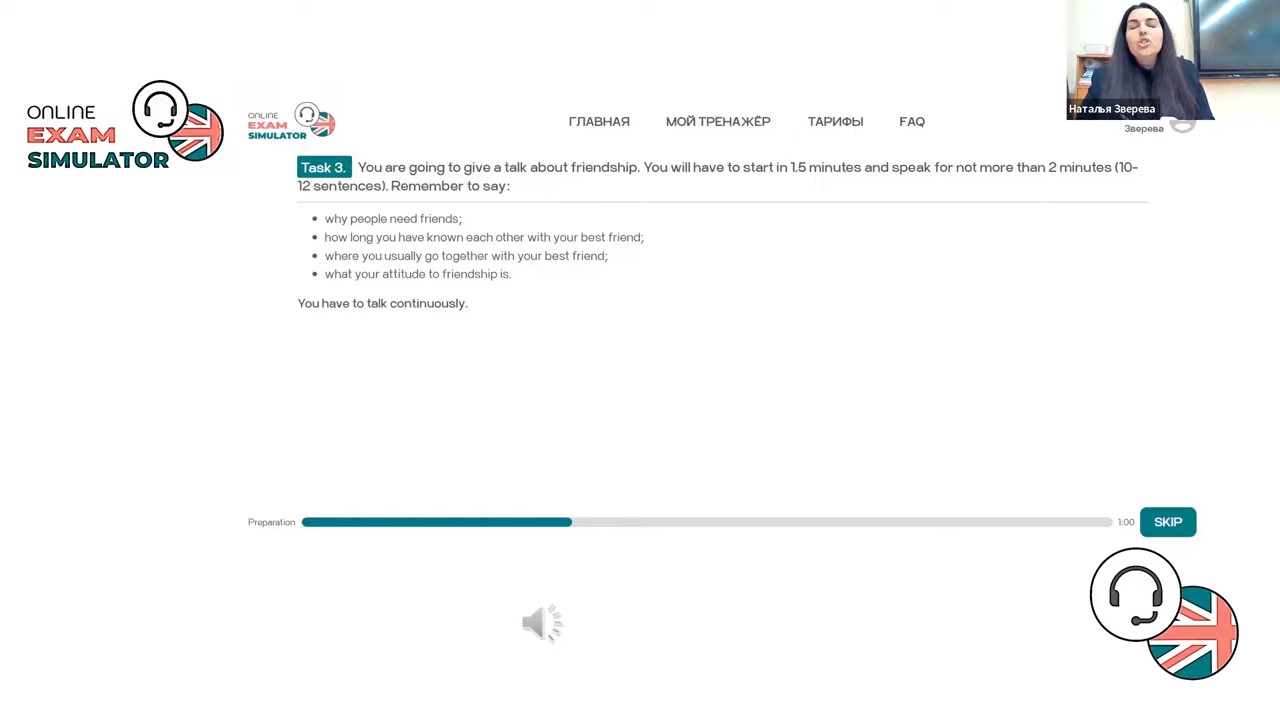 ONLINE
EXAM
SIMULATOR
ONLINE
EXAM
SIMULATOR
ГЛАВНАЯ МОЙ ТРЕНАЖЁР ТАРИФЫ FAQ
Наталья Зверева
Зверева
Task 3. You are going to give a talk about friendship. You will have to start in 1.5 minutes and speak for not more than 2 minutes (10-
12 sentences). Remember to say:
• why people need friends;
• how long you have known each other with your best friend;
• where you usually go together with your best friend;
• what your attitude to friendship is.
You have to talk continuously.
Preparation 1:00 SKIP